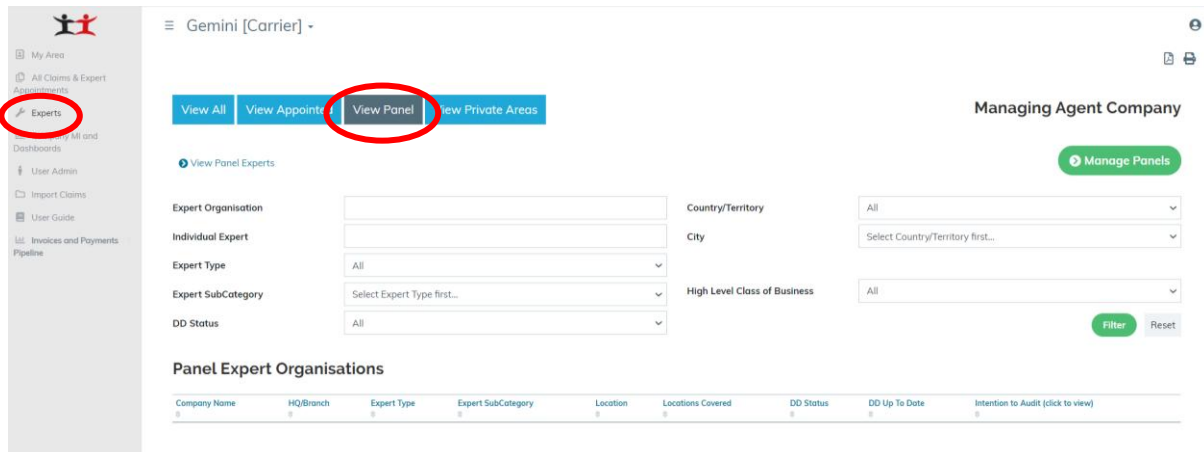 Gemini [Carrier]
My Area
All Claims & Expert
Appointments
Experts
Company MI and
Dashboards
User Admin
Import Claims
User Guide
Invoices and Payments
Pipeline
View All
View Appointed
View Panel
View Private Areas
Managing Agent Company
View Panel Experts
Manage Panels
Expert Organisation
Country/Territory
All
Individual Expert
City
Select Country/Territory first...
Expert Type
All
Expert SubCategory
Select Expert Type first...
High Level Class of Business
All
DD Status
All
Filter
Reset
Panel Expert Organisations
Company Name HQ/Branch Expert Type Expert SubCategory Location Locations Covered DD Status DD Up To Date Intention to Audit (click to view)